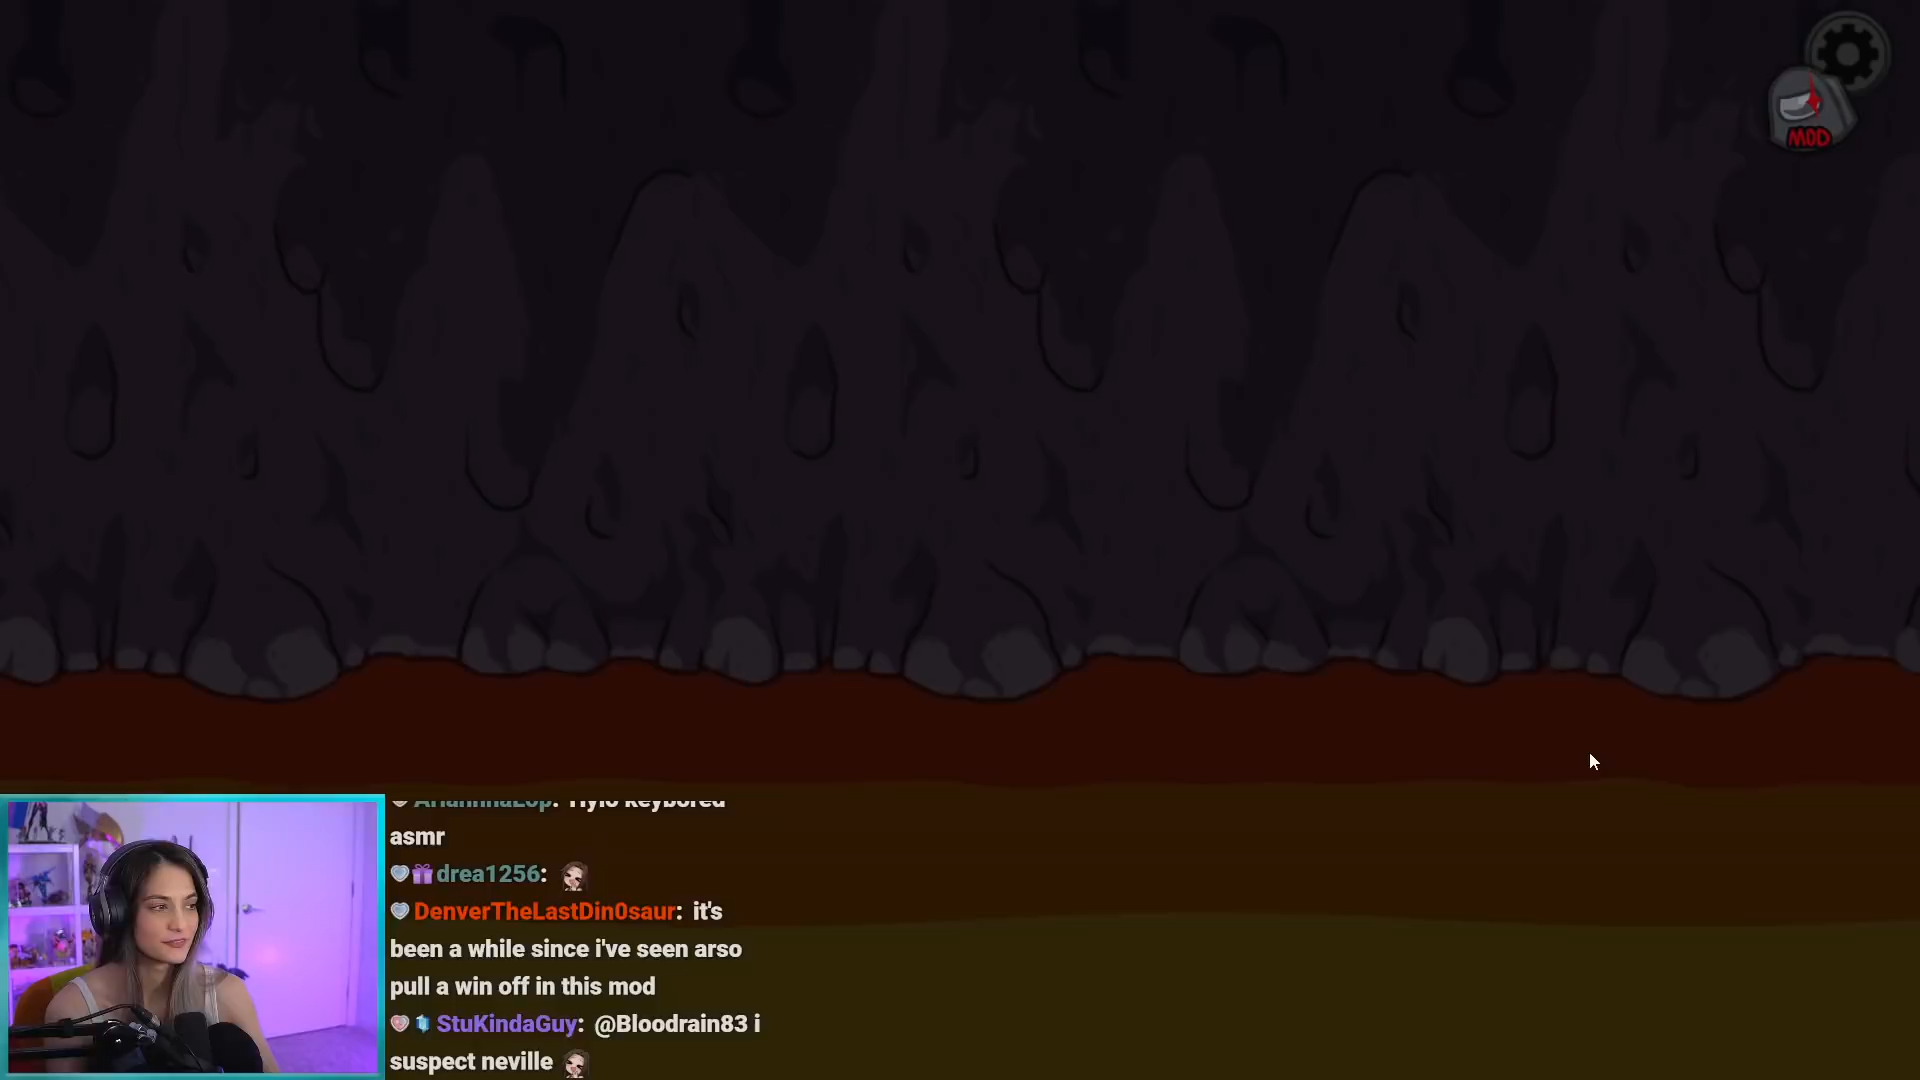 MOD
asmr
drea1256:
DenverTheLastDin0saur: it's
been a while since i've seen arso
pull a win off in this mod
StuKindaGuy: @Bloodrain83 i
suspect neville